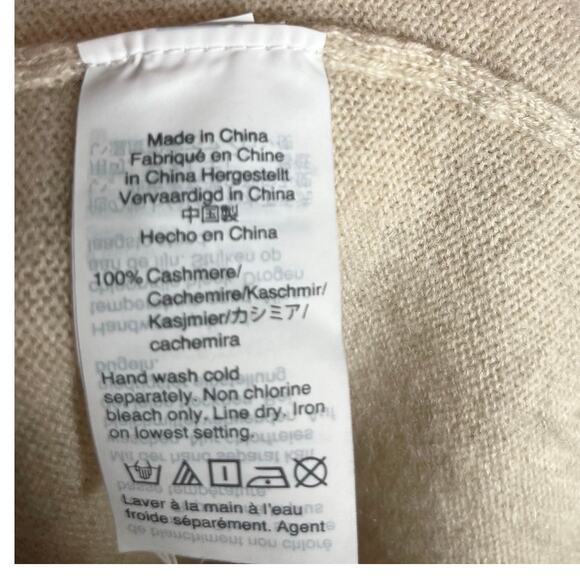 Made in China
Fabriqué en Chine
in China Hergestellt
Vervaardigd in China
中国製
Hecho en China
100% Cashmere/
Cachemire/Kaschmir/
Kasjmier/カシミア/
cachemira
Hand wash cold
separately. Non chlorine
bleach only. Line dry. Iron
on lowest setting.
Laver à la main à l'eau
froide séparément. Agent